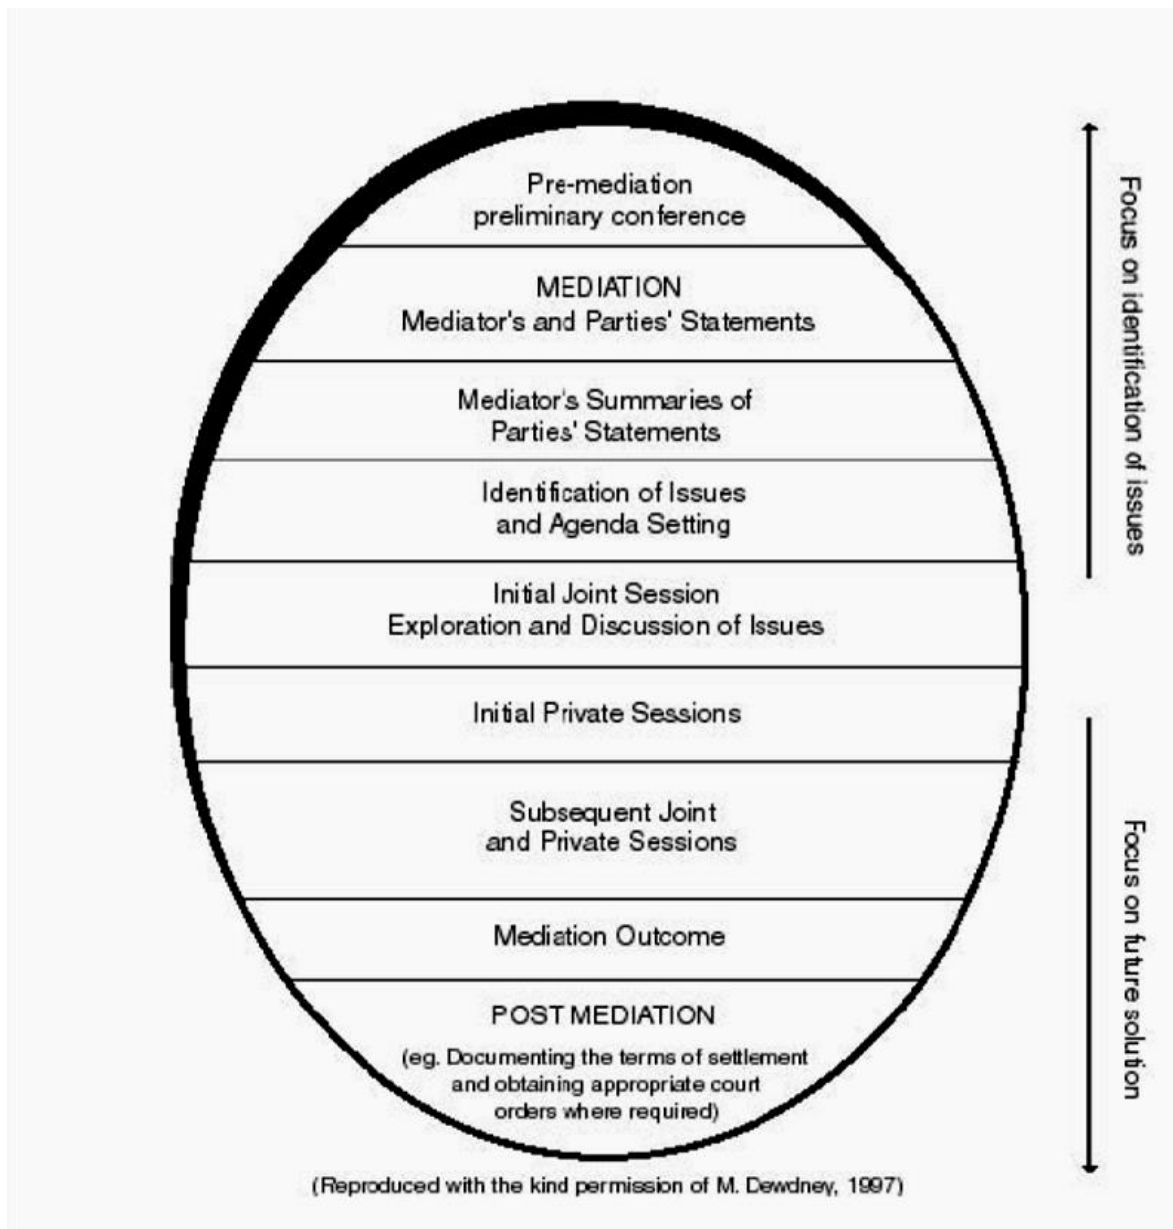 Pre-mediation
preliminary conference
MEDIATION
Mediator's and Parties' Statements
Mediator's Summaries of
Parties' Statements
Identification of Issues
and Agenda Setting
Initial Joint Session
Exploration and Discussion of Issues
Initial Private Sessions
Subsequent Joint
and Private Sessions
Mediation Outcome
POST MEDIATION
(eg. Documenting the terms of settlement
and obtaining appropriate court
orders where required)
Focus on identification of issues
Focus on future solution
(Reproduced with the kind permission of M. Dewdney, 1997)